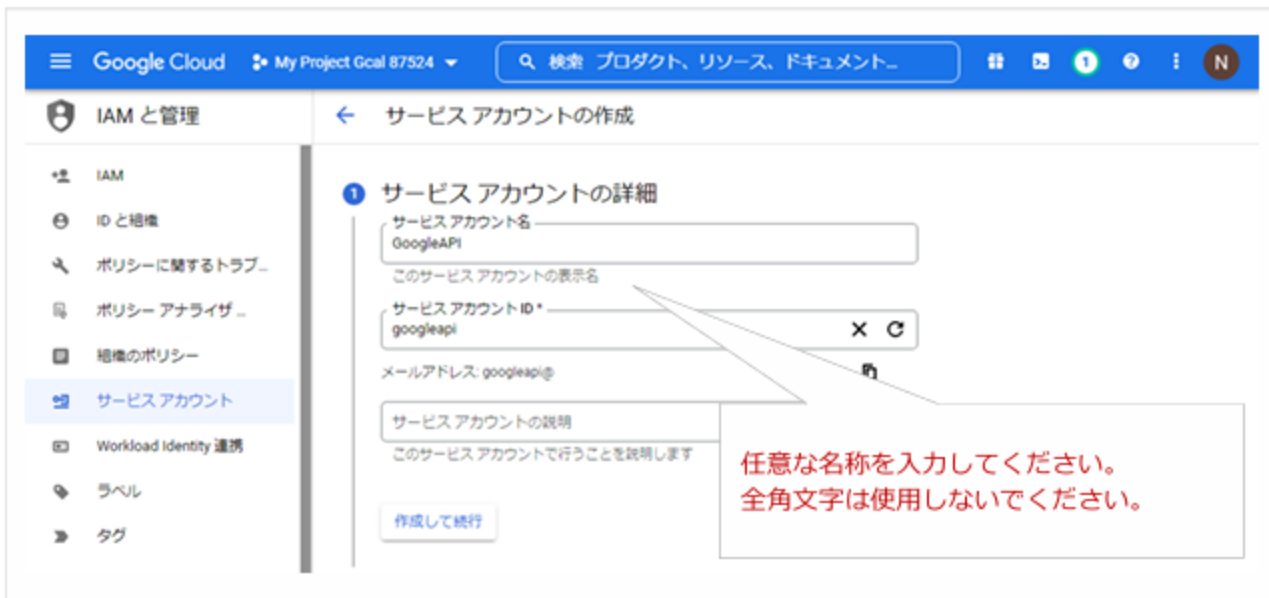 Google Cloud My Project Gcal 87524 検索 プロダクト、リソース、ドキュメント... 1 N
IAM と管理
サービス アカウントの作成
IAM
ID と組織
ポリシーに関するトラブ...
ポリシー アナライザ ...
組織のポリシー
サービス アカウント
Workload Identity 連携
ラベル
タグ
1 サービス アカウントの詳細
サービス アカウント名
GoogleAPI
このサービス アカウントの表示名
サービス アカウント ID *
googleapi
メールアドレス: googleapi@
サービス アカウントの説明
このサービス アカウントで行うことを説明します
作成して続行
任意な名称を入力してください。
全角文字は使用しないでください。